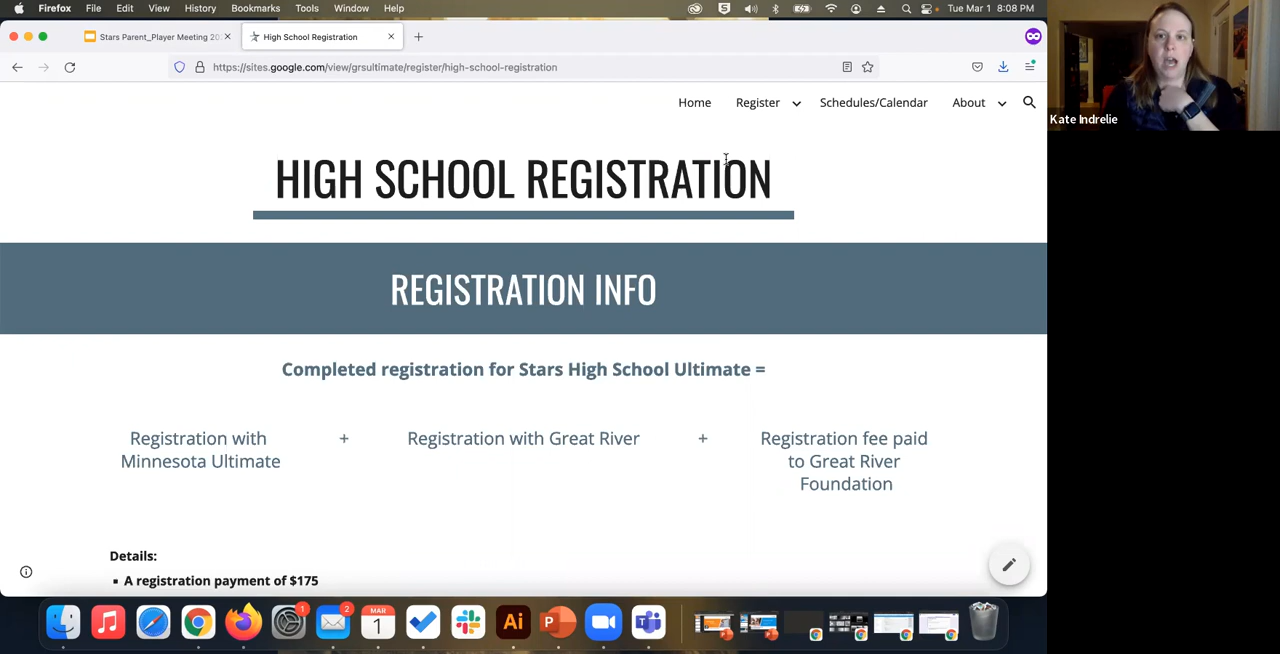 Firefox File Edit View History Bookmarks Tools Window Help Tue Mar 1 8:08 PM
Stars Parent_Player Meeting 20 High School Registration
https://sites.google.com/view/grsultimate/register/high-school-registration
Home Register Schedules/Calendar About
Kate Indrelie
HIGH SCHOOL REGISTRATION
REGISTRATION INFO
Completed registration for Stars High School Ultimate =
Registration with + Registration with Great River + Registration fee paid
Minnesota Ultimate to Great River
Foundation
Details:
▪ A registration payment of $175
1 2 MAR
1 Ai P T